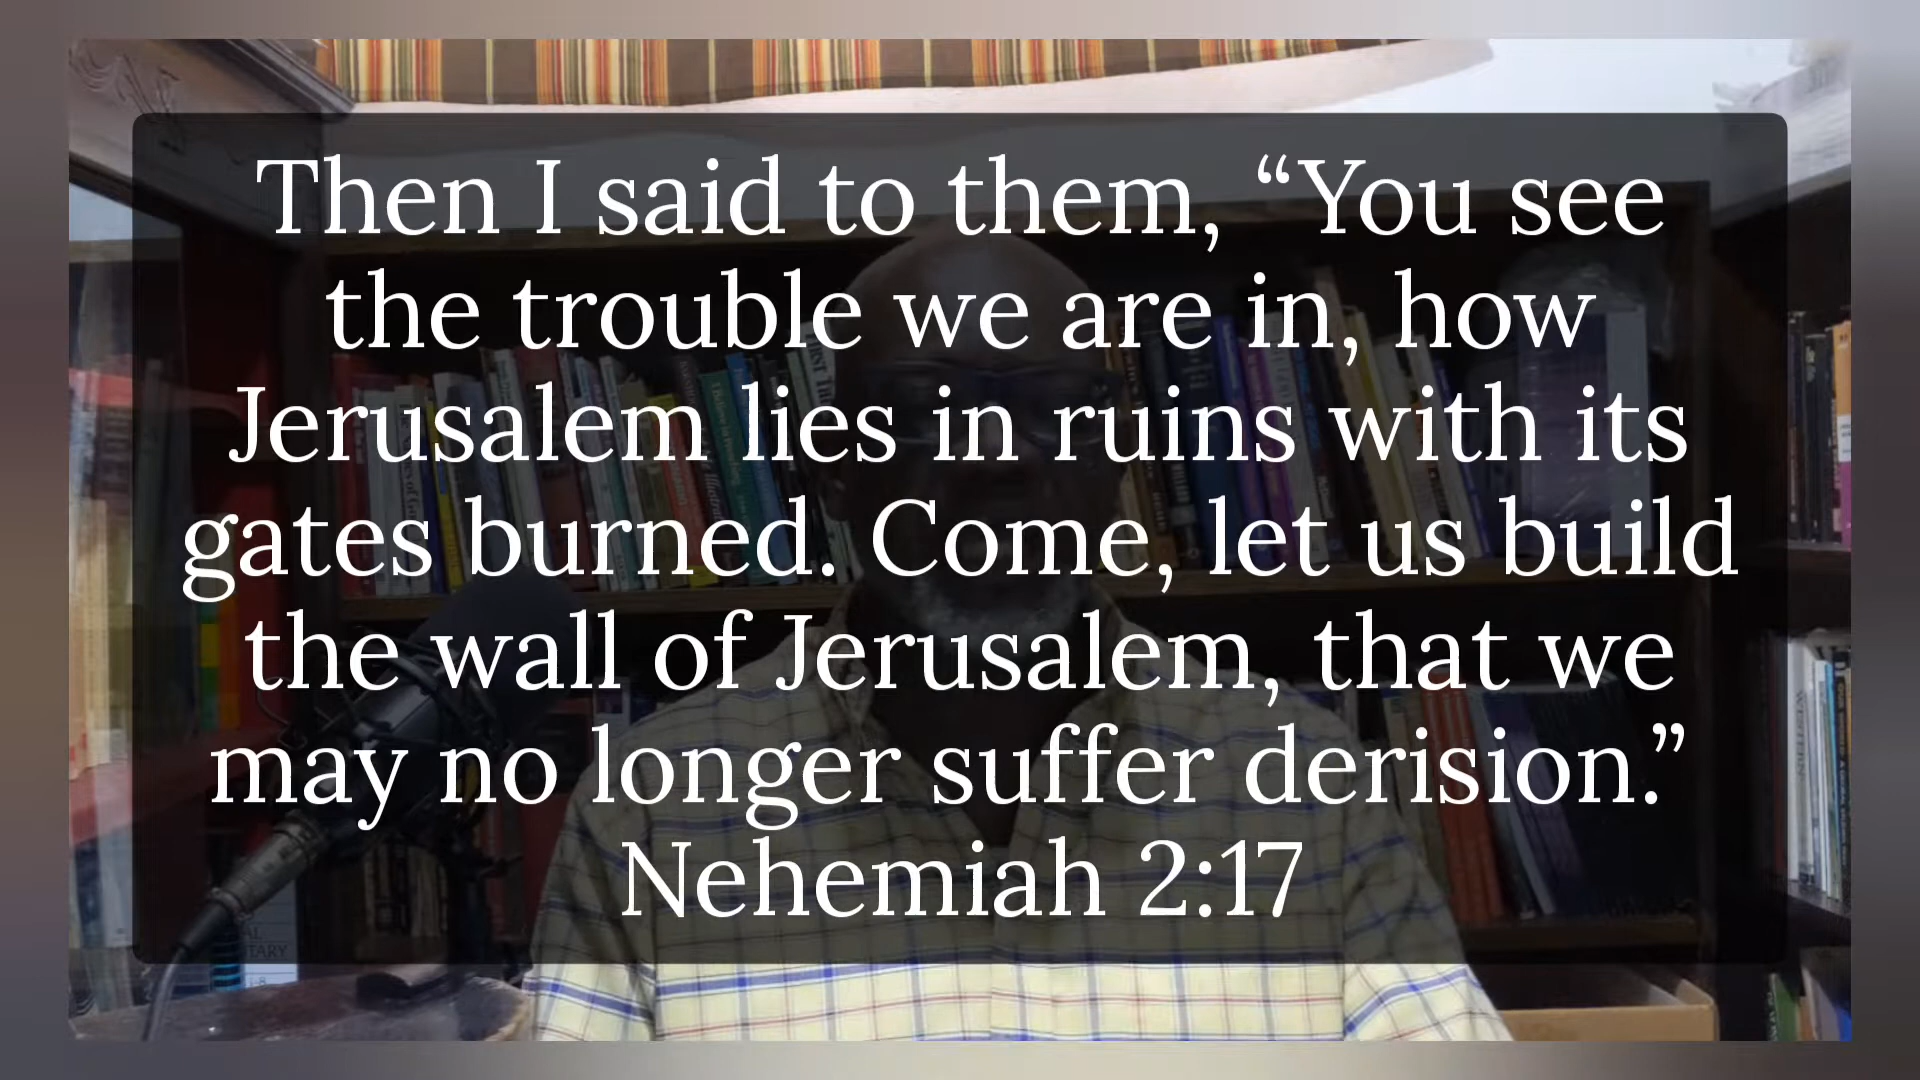 Then I said to them, “You see
the trouble we are in, how
Jerusalem lies in ruins with its
gates burned. Come, let us build
the wall of Jerusalem, that we
may no longer suffer derision.”
Nehemiah 2:17